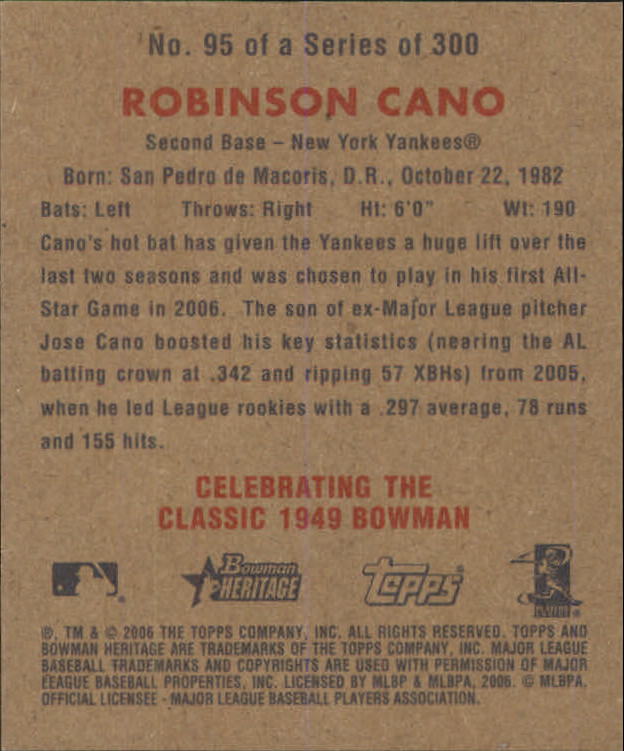 No. 95 of a Series of 300
ROBINSON CANO
Second Base – New York Yankees®
Born: San Pedro de Macoris, D.R., October 22, 1982
Bats: Left Throws: Right Ht: 6'0" Wt: 190
Cano's hot bat has given the Yankees a huge lift over the
last two seasons and was chosen to play in his first All-
Star Game in 2006. The son of ex-Major League pitcher
Jose Cano boosted his key statistics (nearing the AL
batting crown at .342 and ripping 57 XBHs) from 2005,
when he led League rookies with a .297 average, 78 runs
and 155 hits.
CELEBRATING THE
CLASSIC 1949 BOWMAN
Bowman
HERITAGE
Topps®
®, TM & © 2006 THE TOPPS COMPANY, INC. ALL RIGHTS RESERVED. TOPPS AND
BOWMAN HERITAGE ARE TRADEMARKS OF THE TOPPS COMPANY, INC. MAJOR LEAGUE
BASEBALL TRADEMARKS AND COPYRIGHTS ARE USED WITH PERMISSION OF MAJOR
LEAGUE BASEBALL PROPERTIES, INC. LICENSED BY MLBP & MLBPA, 2006. © MLBPA.
OFFICIAL LICENSEE - MAJOR LEAGUE BASEBALL PLAYERS ASSOCIATION.